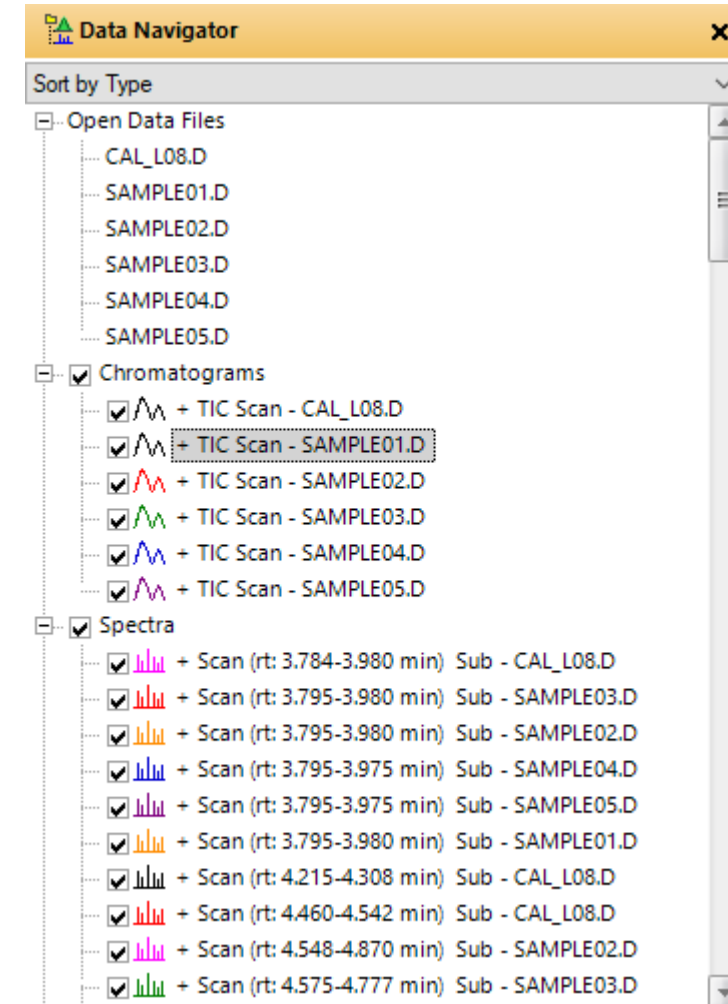 Data Navigator
Sort by Type
Open Data Files
CAL_L08.D
SAMPLE01.D
SAMPLE02.D
SAMPLE03.D
SAMPLE04.D
SAMPLE05.D
Chromatograms
+ TIC Scan - CAL_L08.D
+ TIC Scan - SAMPLE01.D
+ TIC Scan - SAMPLE02.D
+ TIC Scan - SAMPLE03.D
+ TIC Scan - SAMPLE04.D
+ TIC Scan - SAMPLE05.D
Spectra
+ Scan (rt: 3.784-3.980 min) Sub - CAL_L08.D
+ Scan (rt: 3.795-3.980 min) Sub - SAMPLE03.D
+ Scan (rt: 3.795-3.980 min) Sub - SAMPLE02.D
+ Scan (rt: 3.795-3.975 min) Sub - SAMPLE04.D
+ Scan (rt: 3.795-3.975 min) Sub - SAMPLE05.D
+ Scan (rt: 3.795-3.980 min) Sub - SAMPLE01.D
+ Scan (rt: 4.215-4.308 min) Sub - CAL_L08.D
+ Scan (rt: 4.460-4.542 min) Sub - CAL_L08.D
+ Scan (rt: 4.548-4.870 min) Sub - SAMPLE02.D
+ Scan (rt: 4.575-4.777 min) Sub - SAMPLE03.D